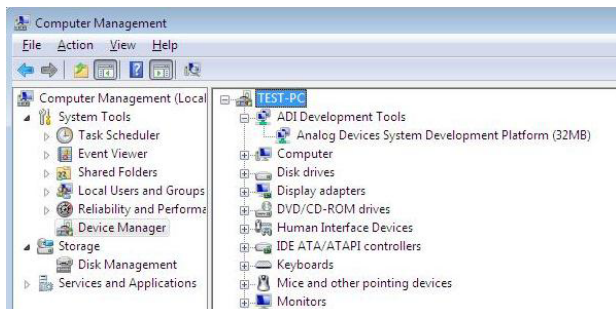 Computer Management
File Action View Help
Computer Management (Local
System Tools
Task Scheduler
Event Viewer
Shared Folders
Local Users and Groups
Reliability and Performa
Device Manager
Storage
Disk Management
Services and Applications
TEST-PC
ADI Development Tools
Analog Devices System Development Platform (32MB)
Computer
Disk drives
Display adapters
DVD/CD-ROM drives
Human Interface Devices
IDE ATA/ATAPI controllers
Keyboards
Mice and other pointing devices
Monitors